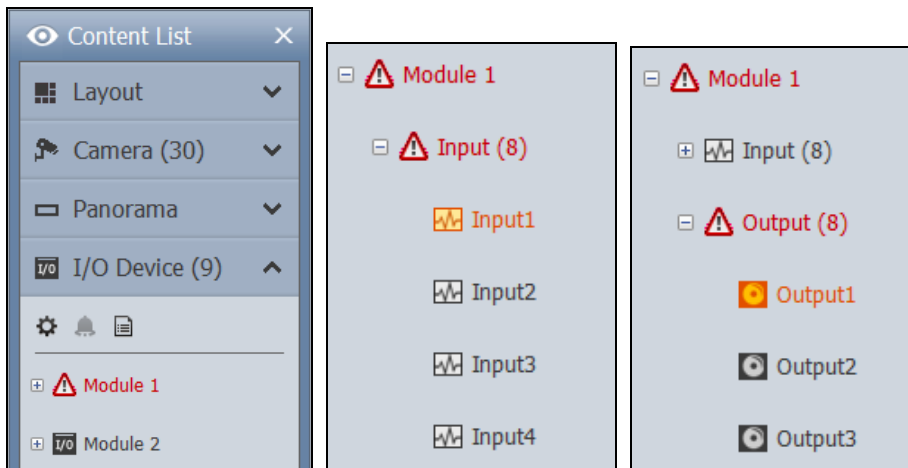 Content List
Layout
Camera (30)
Panorama
I/O Device (9)
Module 1
Module 2
Module 1
Input (8)
Input1
Input2
Input3
Input4
Module 1
Input (8)
Output (8)
Output1
Output2
Output3